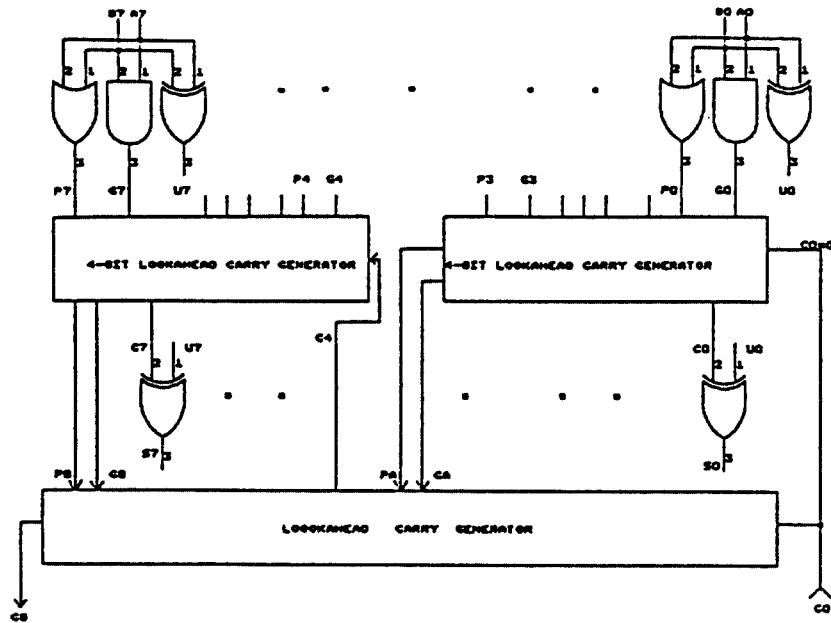 B7 A7 B0 A0
2 1 2 1 2 1 2 1 2 1 2 1
3 3 3 3 3 3
P7 G7 U7 P4 G4 P3 G3 P0 G0 U0
4-BIT LOOKAHEAD CARRY GENERATOR 4-BIT LOOKAHEAD CARRY GENERATOR
C4
C7 U7 C0 U0
2 1 2 1
S7 3 S0 3
PB GB PA GA
LOOOKAHEAD CARRY GENERATOR
C8 C0